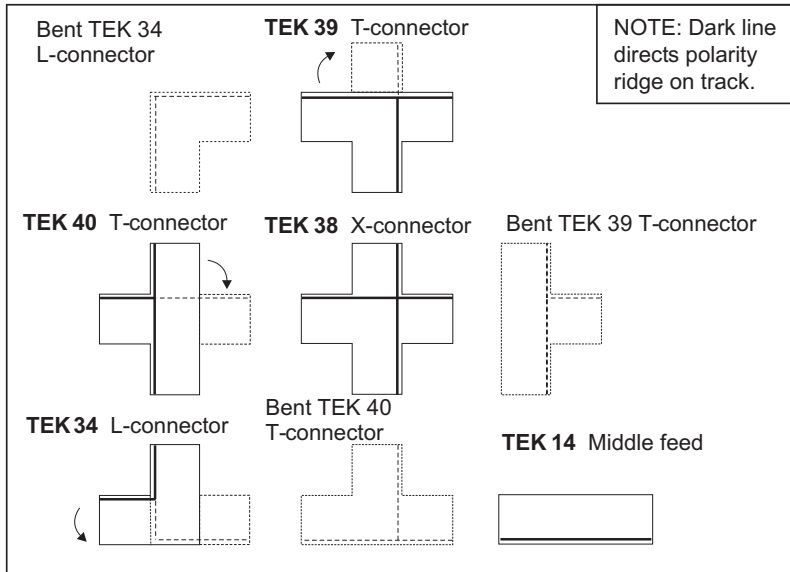 Bent TEK 34
L-connector
TEK 39 T-connector
NOTE: Dark line
directs polarity
ridge on track.
TEK 40 T-connector
TEK 38 X-connector
Bent TEK 39 T-connector
TEK 34 L-connector
Bent TEK 40
T-connector
TEK 14 Middle feed